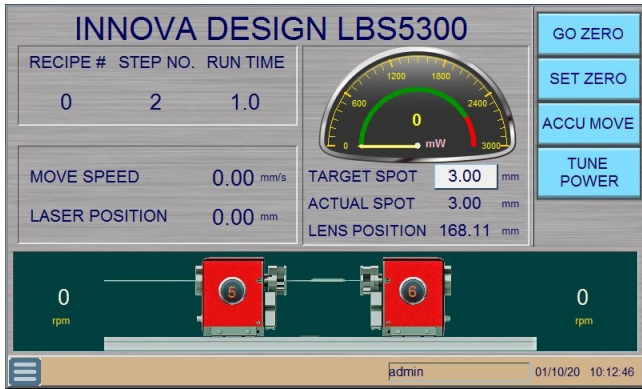 INNOVA DESIGN LBS5300
RECIPE # STEP NO. RUN TIME
0 2 1.0
MOVE SPEED 0.00 mm/s
LASER POSITION 0.00 mm
0 600 1200 1800 2400 3000
0
mW
TARGET SPOT 3.00 mm
ACTUAL SPOT 3.00 mm
LENS POSITION 168.11 mm
GO ZERO
SET ZERO
ACCU MOVE
TUNE
POWER
0
rpm
5
6
0
rpm
admin 01/10/20 10:12:46